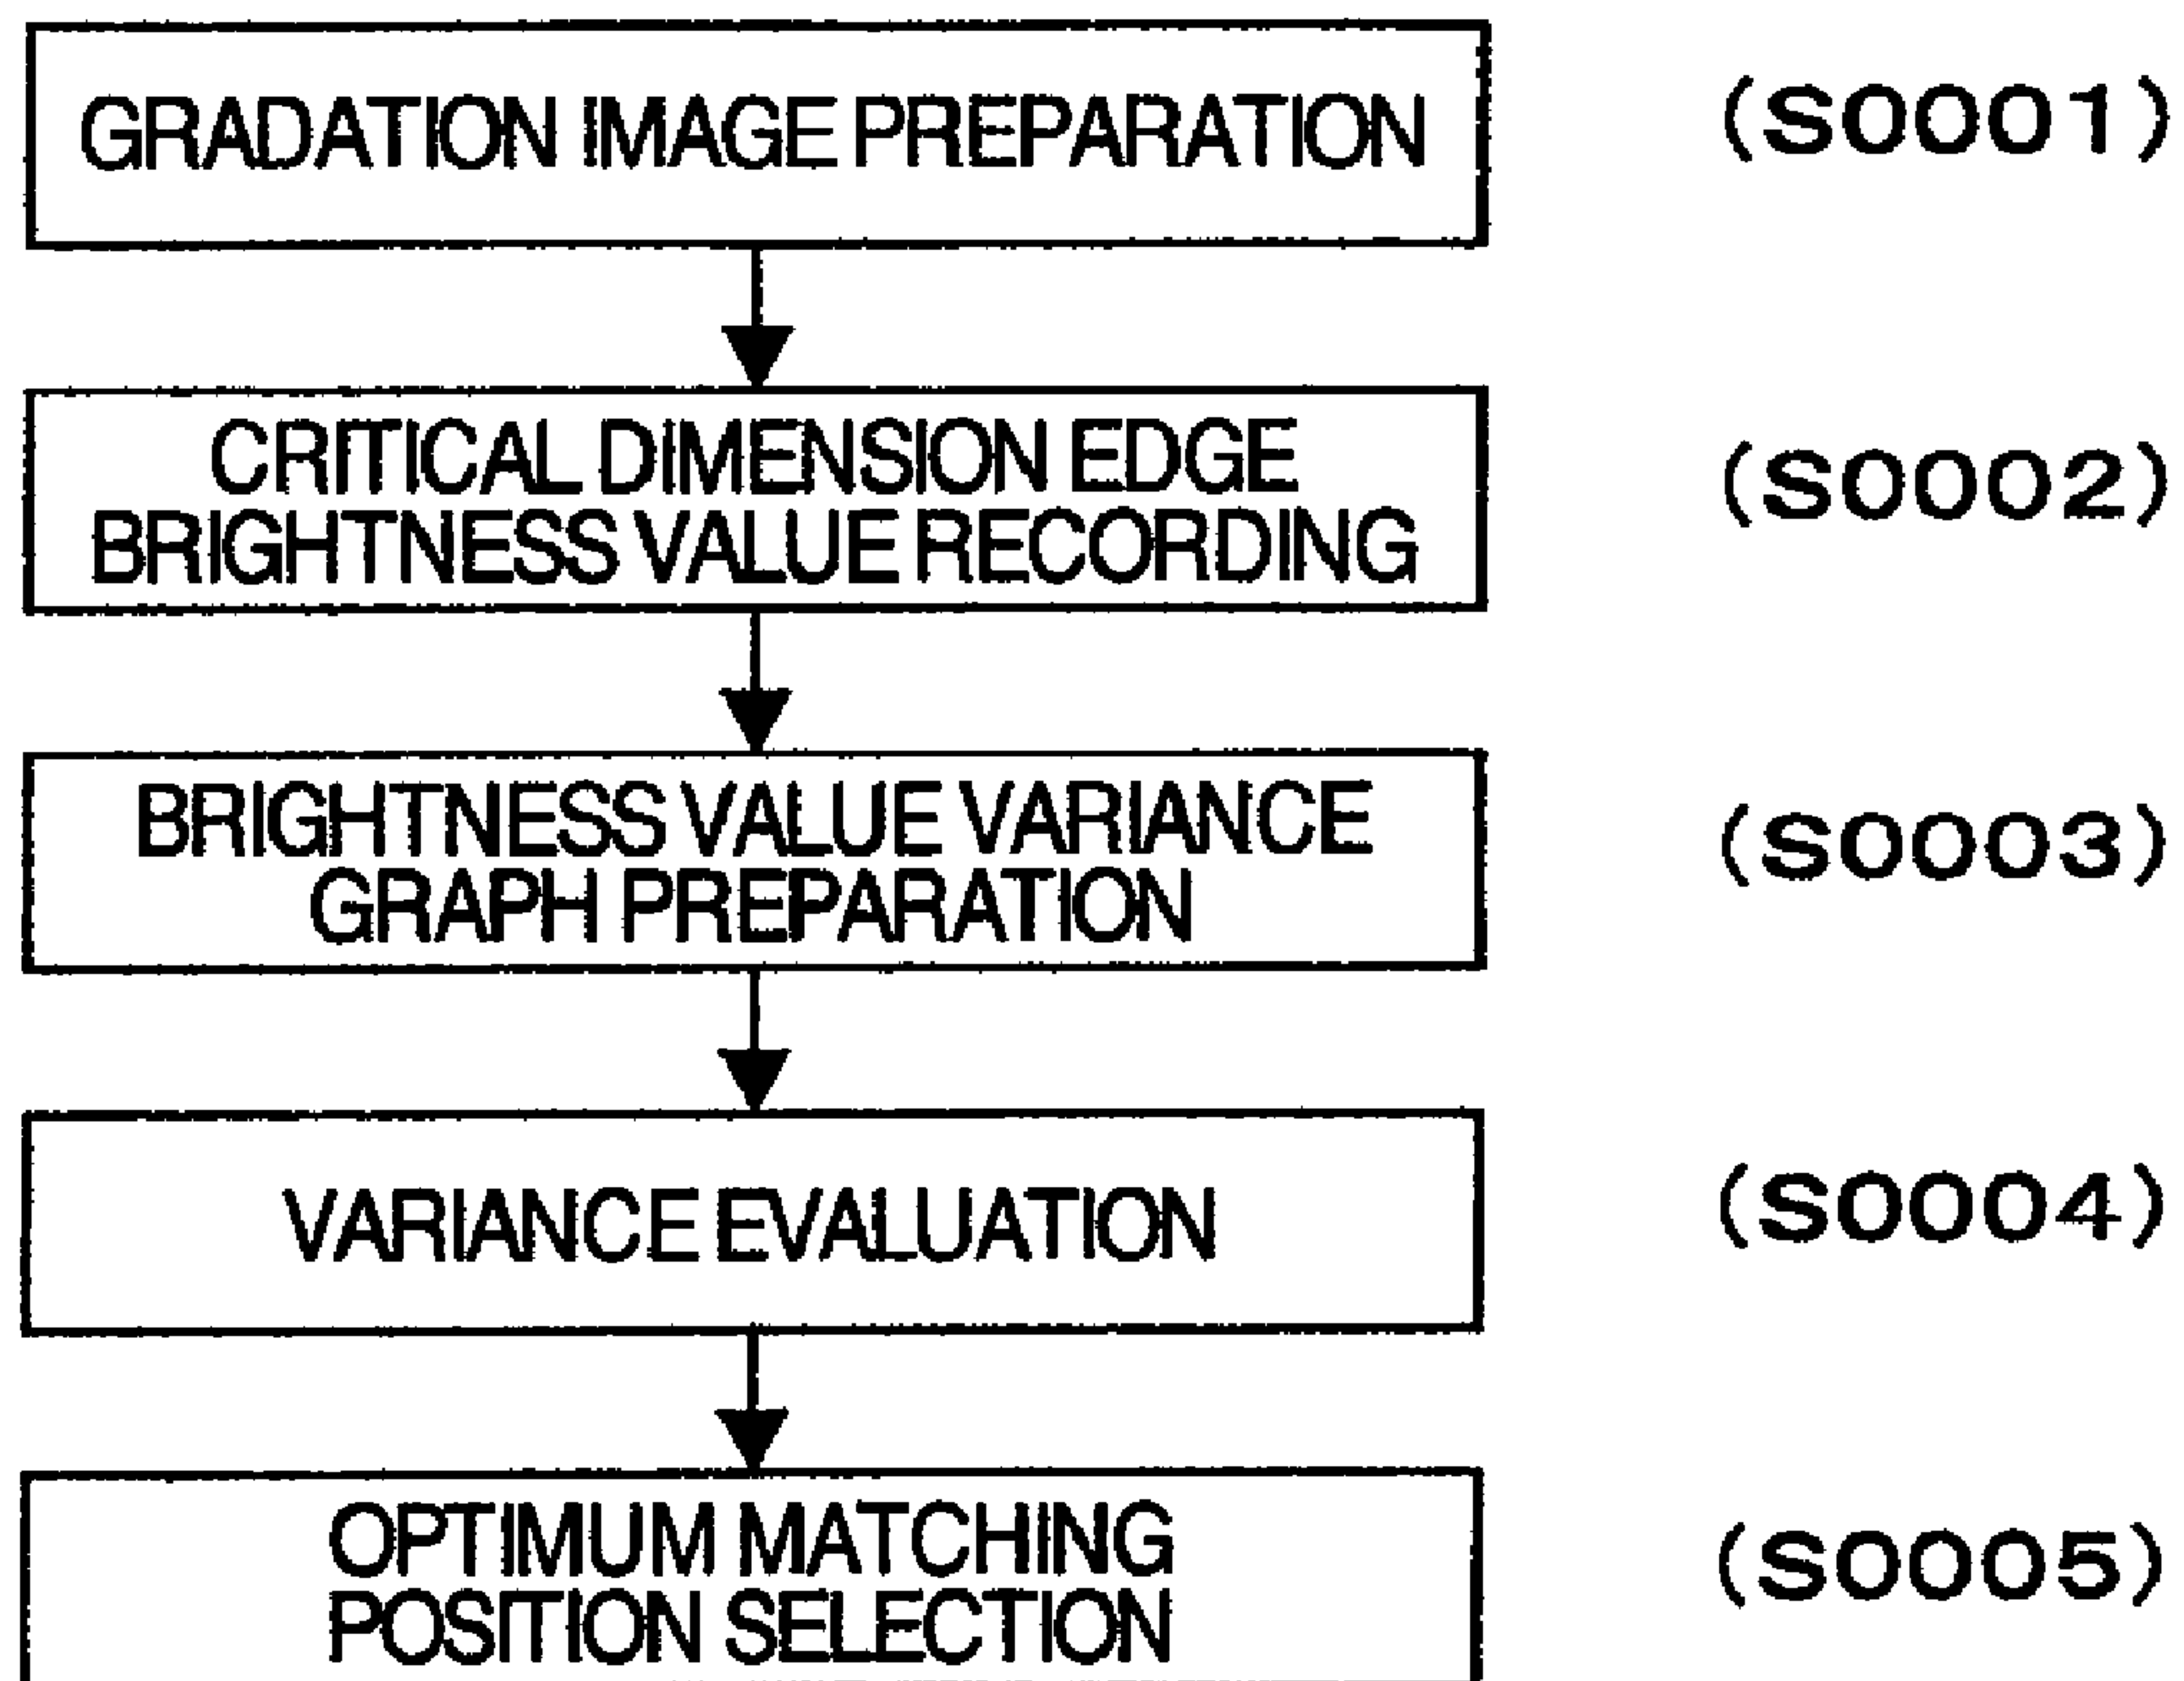 GRADATION IMAGE PREPARATION (S0001)
CRITICAL DIMENSION EDGE
BRIGHTNESS VALUE RECORDING
(S0002)
BRIGHTNESS VALUE VARIANCE
GRAPH PREPARATION
(S0003)
VARIANCE EVALUATION (S0004)
OPTIMUM MATCHING
POSITION SELECTION
(S0005)